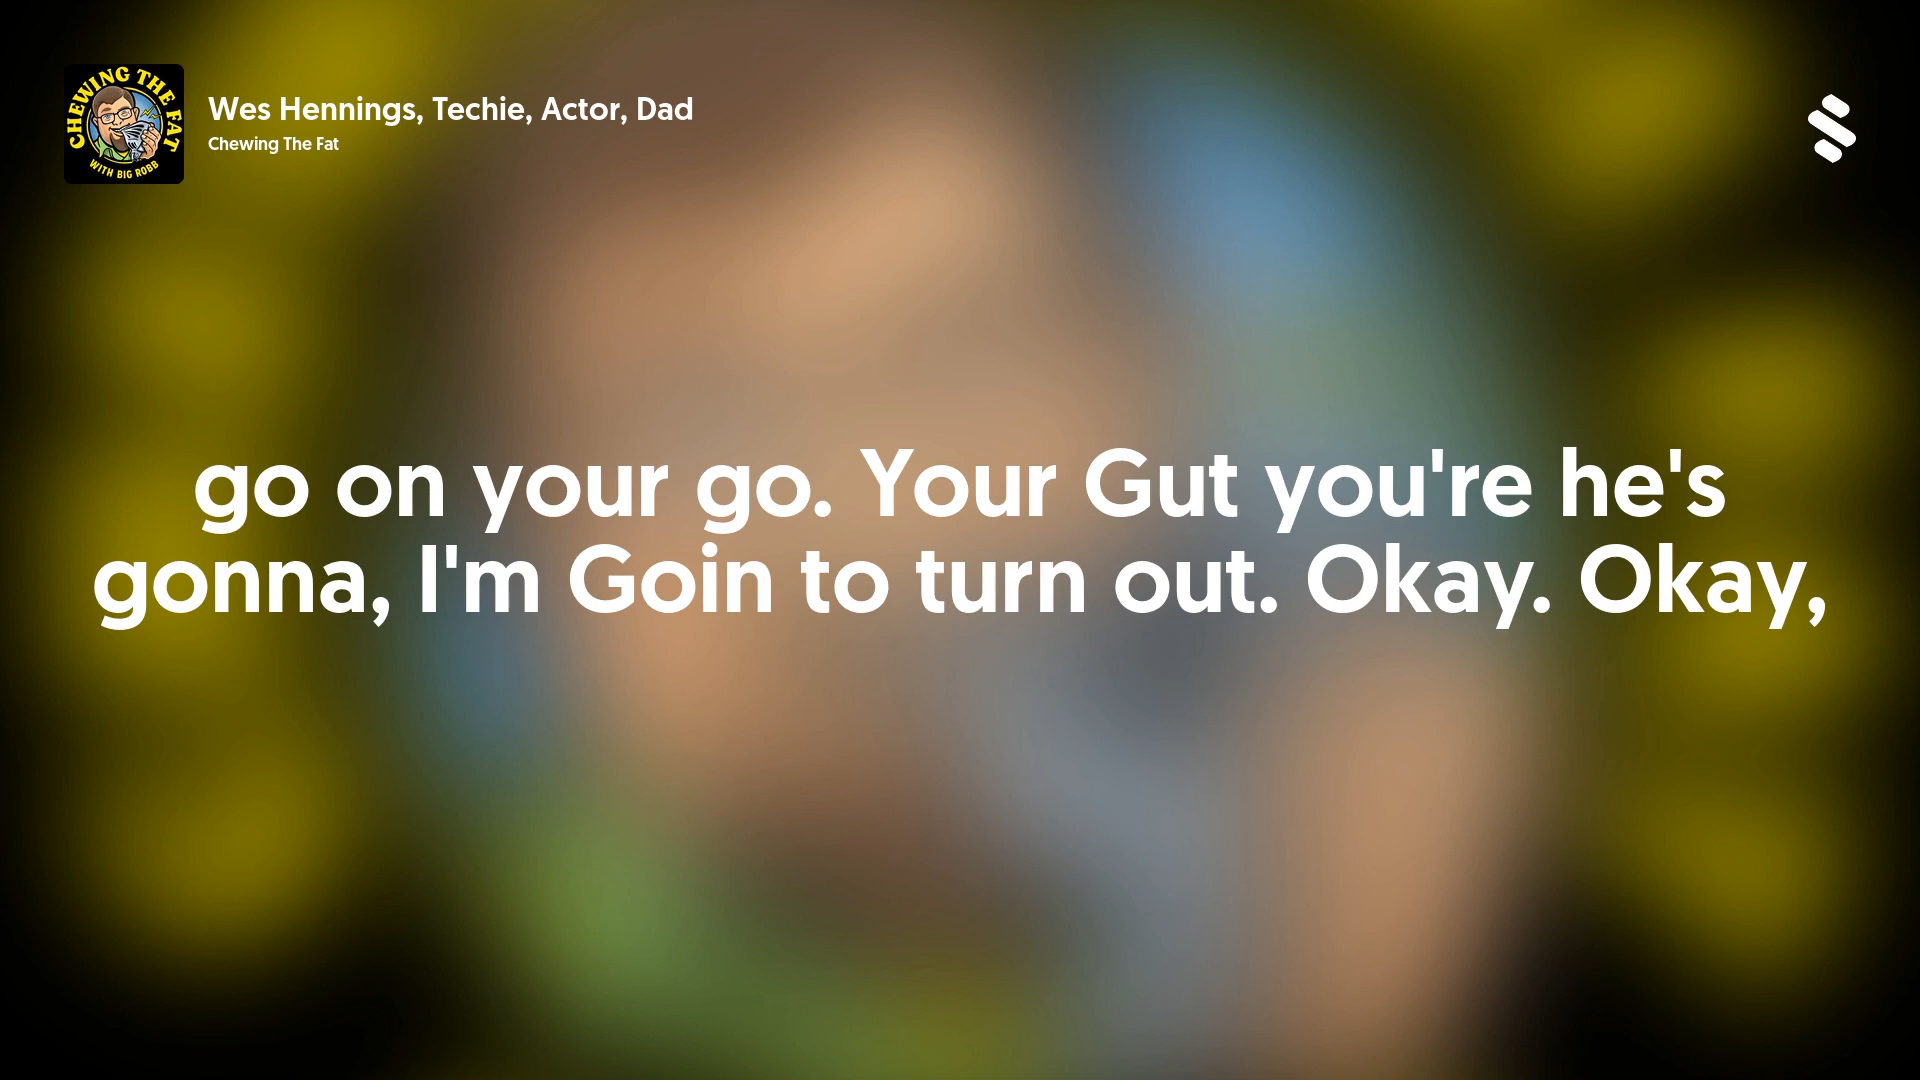 CHEWING THE FAT
WITH BIG ROBB
Wes Hennings, Techie, Actor, Dad
Chewing The Fat
go on your go. Your Gut you're he's
gonna, I'm Goin to turn out. Okay. Okay,